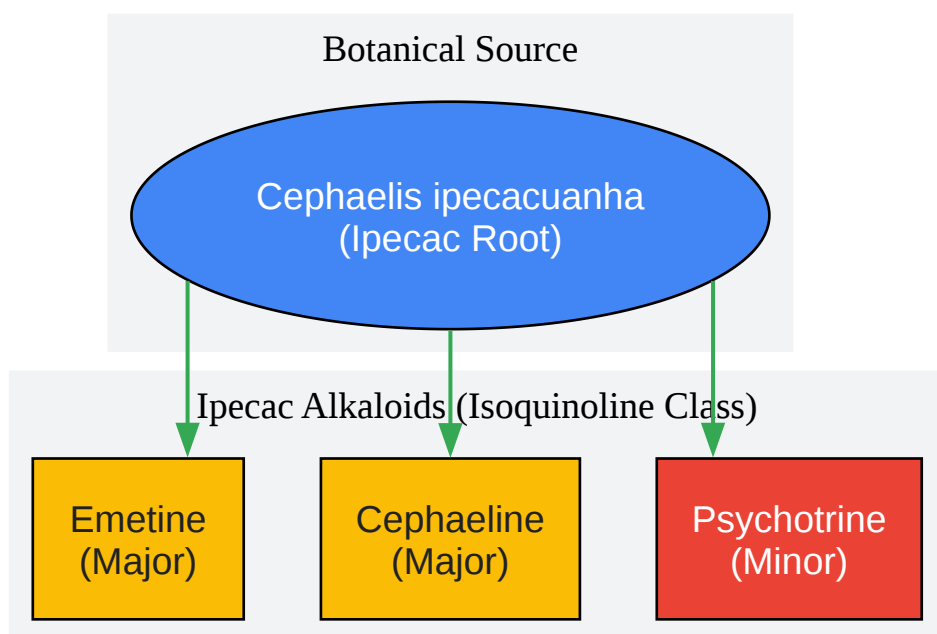 Botanical Source
Cephaelis ipecacuanha
(Ipecac Root)
Ipecac Alkaloids (Isoquinoline Class)
Emetine
(Major)
Cephaeline
(Major)
Psychotrine
(Minor)